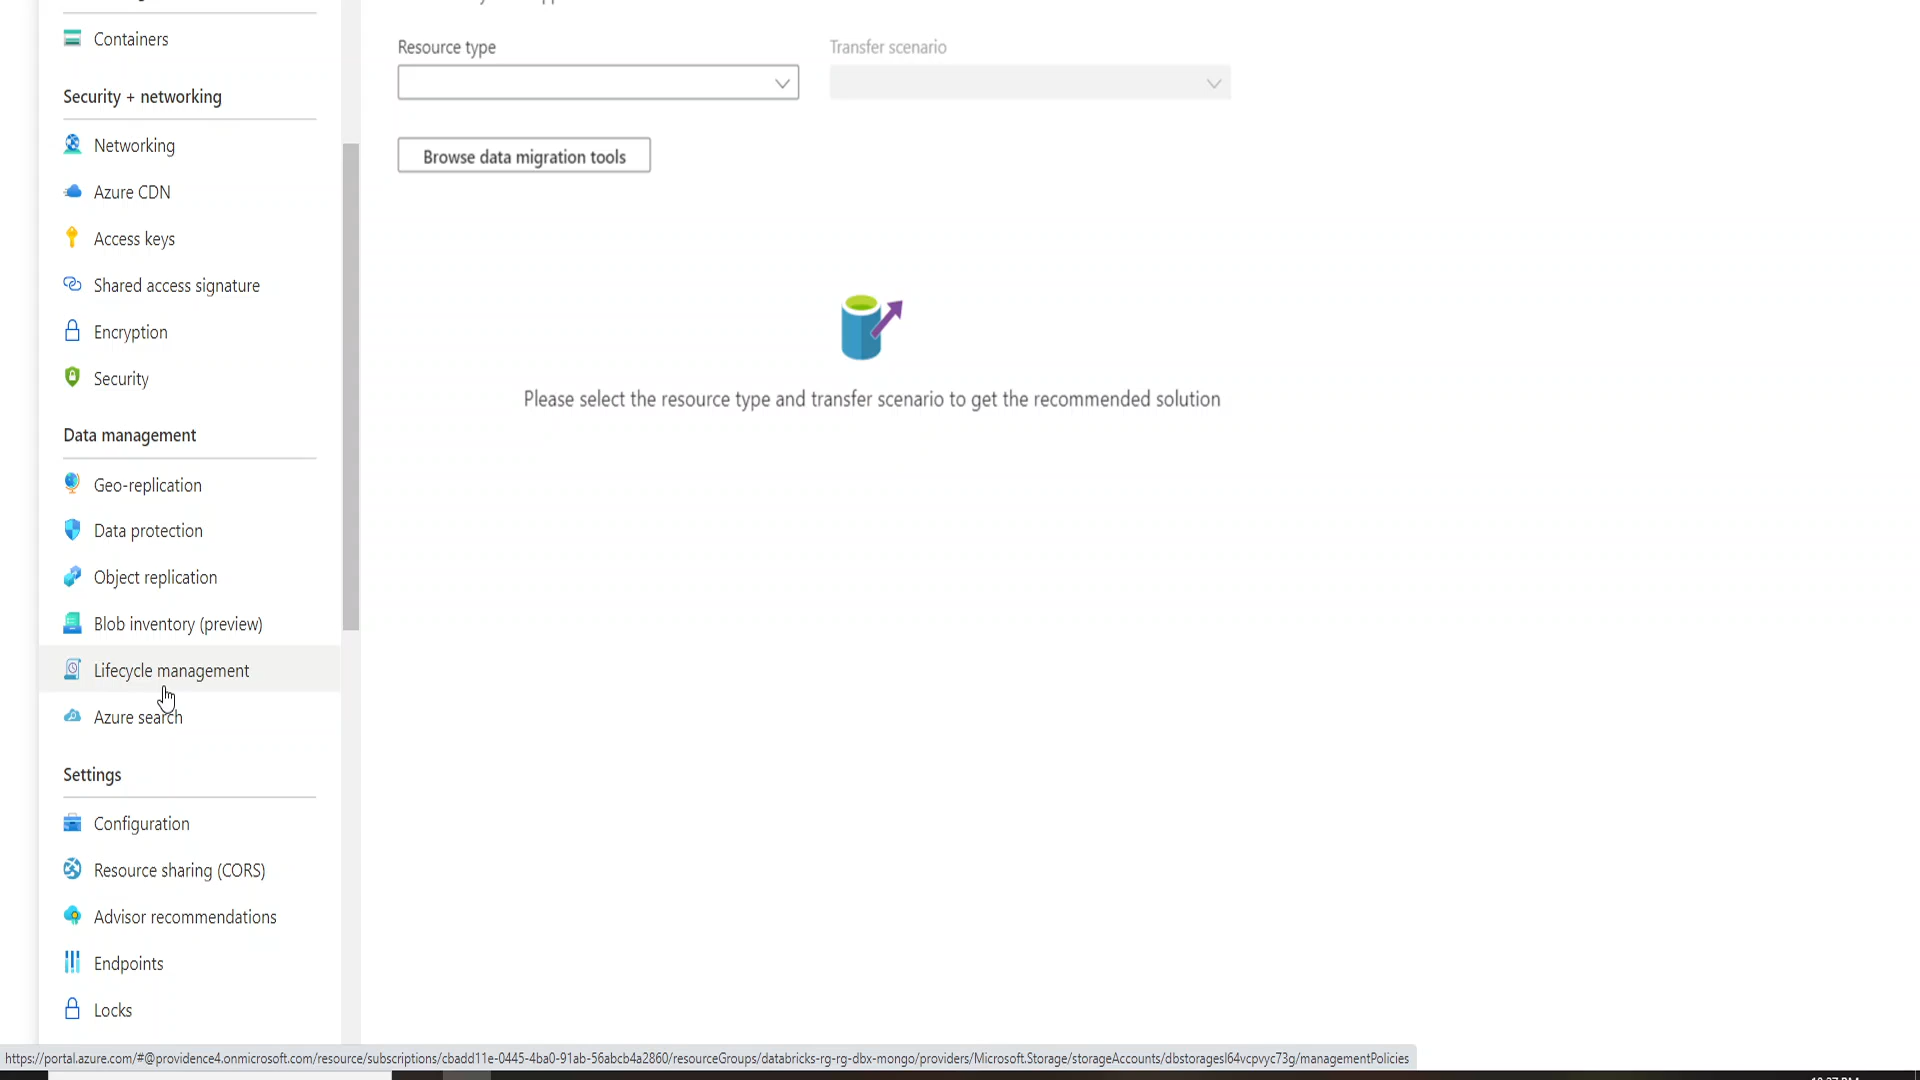 Containers
Security + networking
Networking
Azure CDN
Access keys
Shared access signature
Encryption
Security
Data management
Geo-replication
Data protection
Object replication
Blob inventory (preview)
Lifecycle management
Azure search
Settings
Configuration
Resource sharing (CORS)
Advisor recommendations
Endpoints
Locks
Resource type
Transfer scenario
Browse data migration tools
Please select the resource type and transfer scenario to get the recommended solution
https://portal.azure.com/#@providence4.onmicrosoft.com/resource/subscriptions/cbadd11e-0445-4ba0-91ab-56abcb4a2860/resourceGroups/databricks-rg-rg-dbx-mongo/providers/Microsoft.Storage/storageAccounts/dbstoragesl64vcpvyc73g/managementPolicies